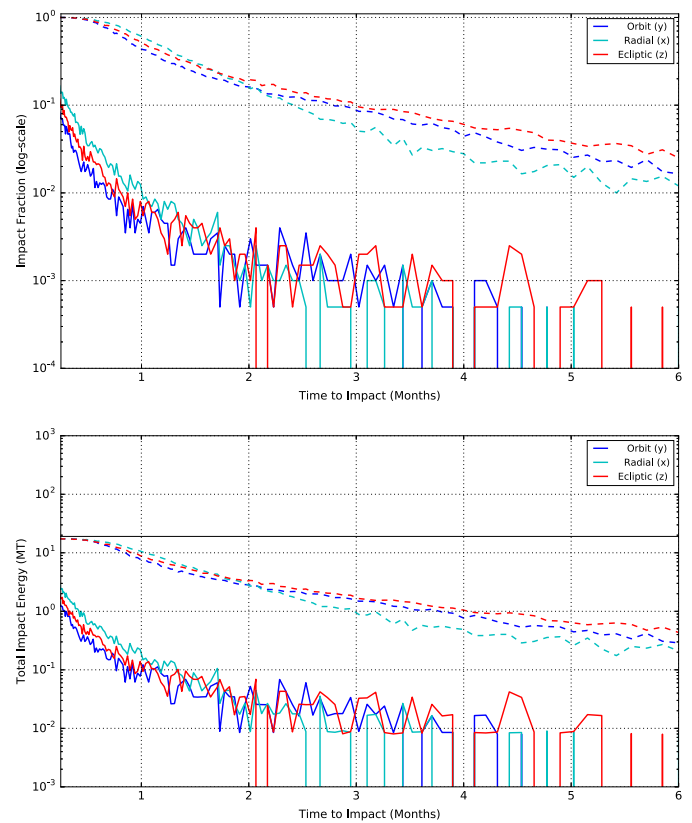 10^0
10^-1
10^-2
10^-3
10^-4
Impact Fraction (log-scale)
Orbit (y)
Radial (x)
Ecliptic (z)
1 2 3 4 5 6
Time to Impact (Months)
10^3
10^2
10^1
10^0
10^-1
10^-2
10^-3
Total Impact Energy (MT)
Orbit (y)
Radial (x)
Ecliptic (z)
1 2 3 4 5 6
Time to Impact (Months)